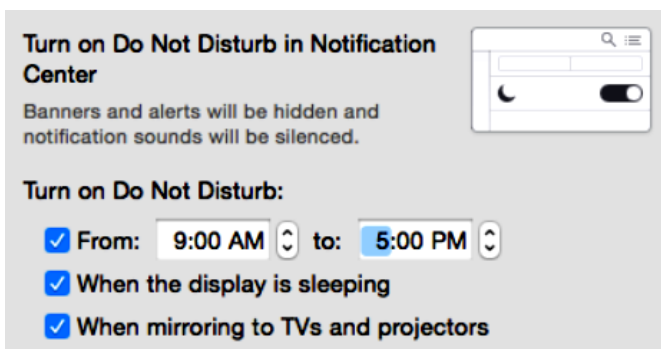 Turn on Do Not Disturb in Notification
Center
Banners and alerts will be hidden and
notification sounds will be silenced.
Turn on Do Not Disturb:
From: 9:00 AM to: 5:00 PM
When the display is sleeping
When mirroring to TVs and projectors